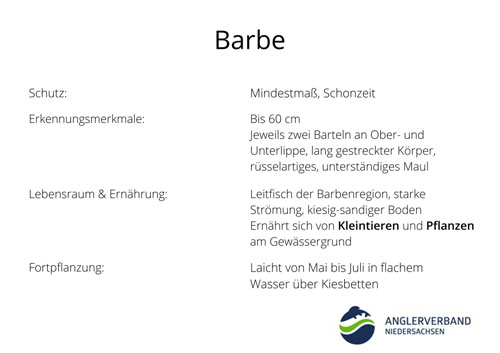 Barbe
Schutz: Mindestmaß, Schonzeit
Erkennungsmerkmale: Bis 60 cm
Jeweils zwei Barteln an Ober- und
Unterlippe, lang gestreckter Körper,
rüsselartiges, unterständiges Maul
Lebensraum & Ernährung: Leitfisch der Barbenregion, starke
Strömung, kiesig-sandiger Boden
Ernährt sich von Kleintieren und Pflanzen
am Gewässergrund
Fortpflanzung: Laicht von Mai bis Juli in flachem
Wasser über Kiesbetten
ANGLERVERBAND
NIEDERSACHSEN